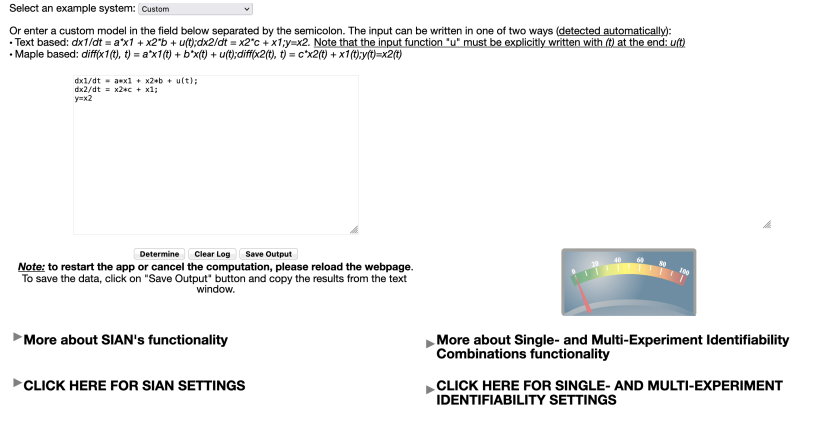 Select an example system: Custom
Or enter a custom model in the field below separated by the semicolon. The input can be written in one of two ways (detected automatically):
• Text based: dx1/dt = a*x1 + x2*b + u(t);dx2/dt = x2*c + x1;y=x2. Note that the input function "u" must be explicitly written with (t) at the end: u(t)
• Maple based: diff(x1(t), t) = a*x1(t) + b*x(t) + u(t);diff(x2(t), t) = c*x2(t) + x1(t);y(t)=x2(t)
dx1/dt = a*x1 + x2*b + u(t);
dx2/dt = x2*c + x1;
y=x2
Determine Clear Log Save Output
Note: to restart the app or cancel the computation, please reload the webpage.
To save the data, click on "Save Output" button and copy the results from the text
window.
0 20 40 60 80 100
More about SIAN's functionality
More about Single- and Multi-Experiment Identifiability
Combinations functionality
CLICK HERE FOR SIAN SETTINGS
CLICK HERE FOR SINGLE- AND MULTI-EXPERIMENT
IDENTIFIABILITY SETTINGS